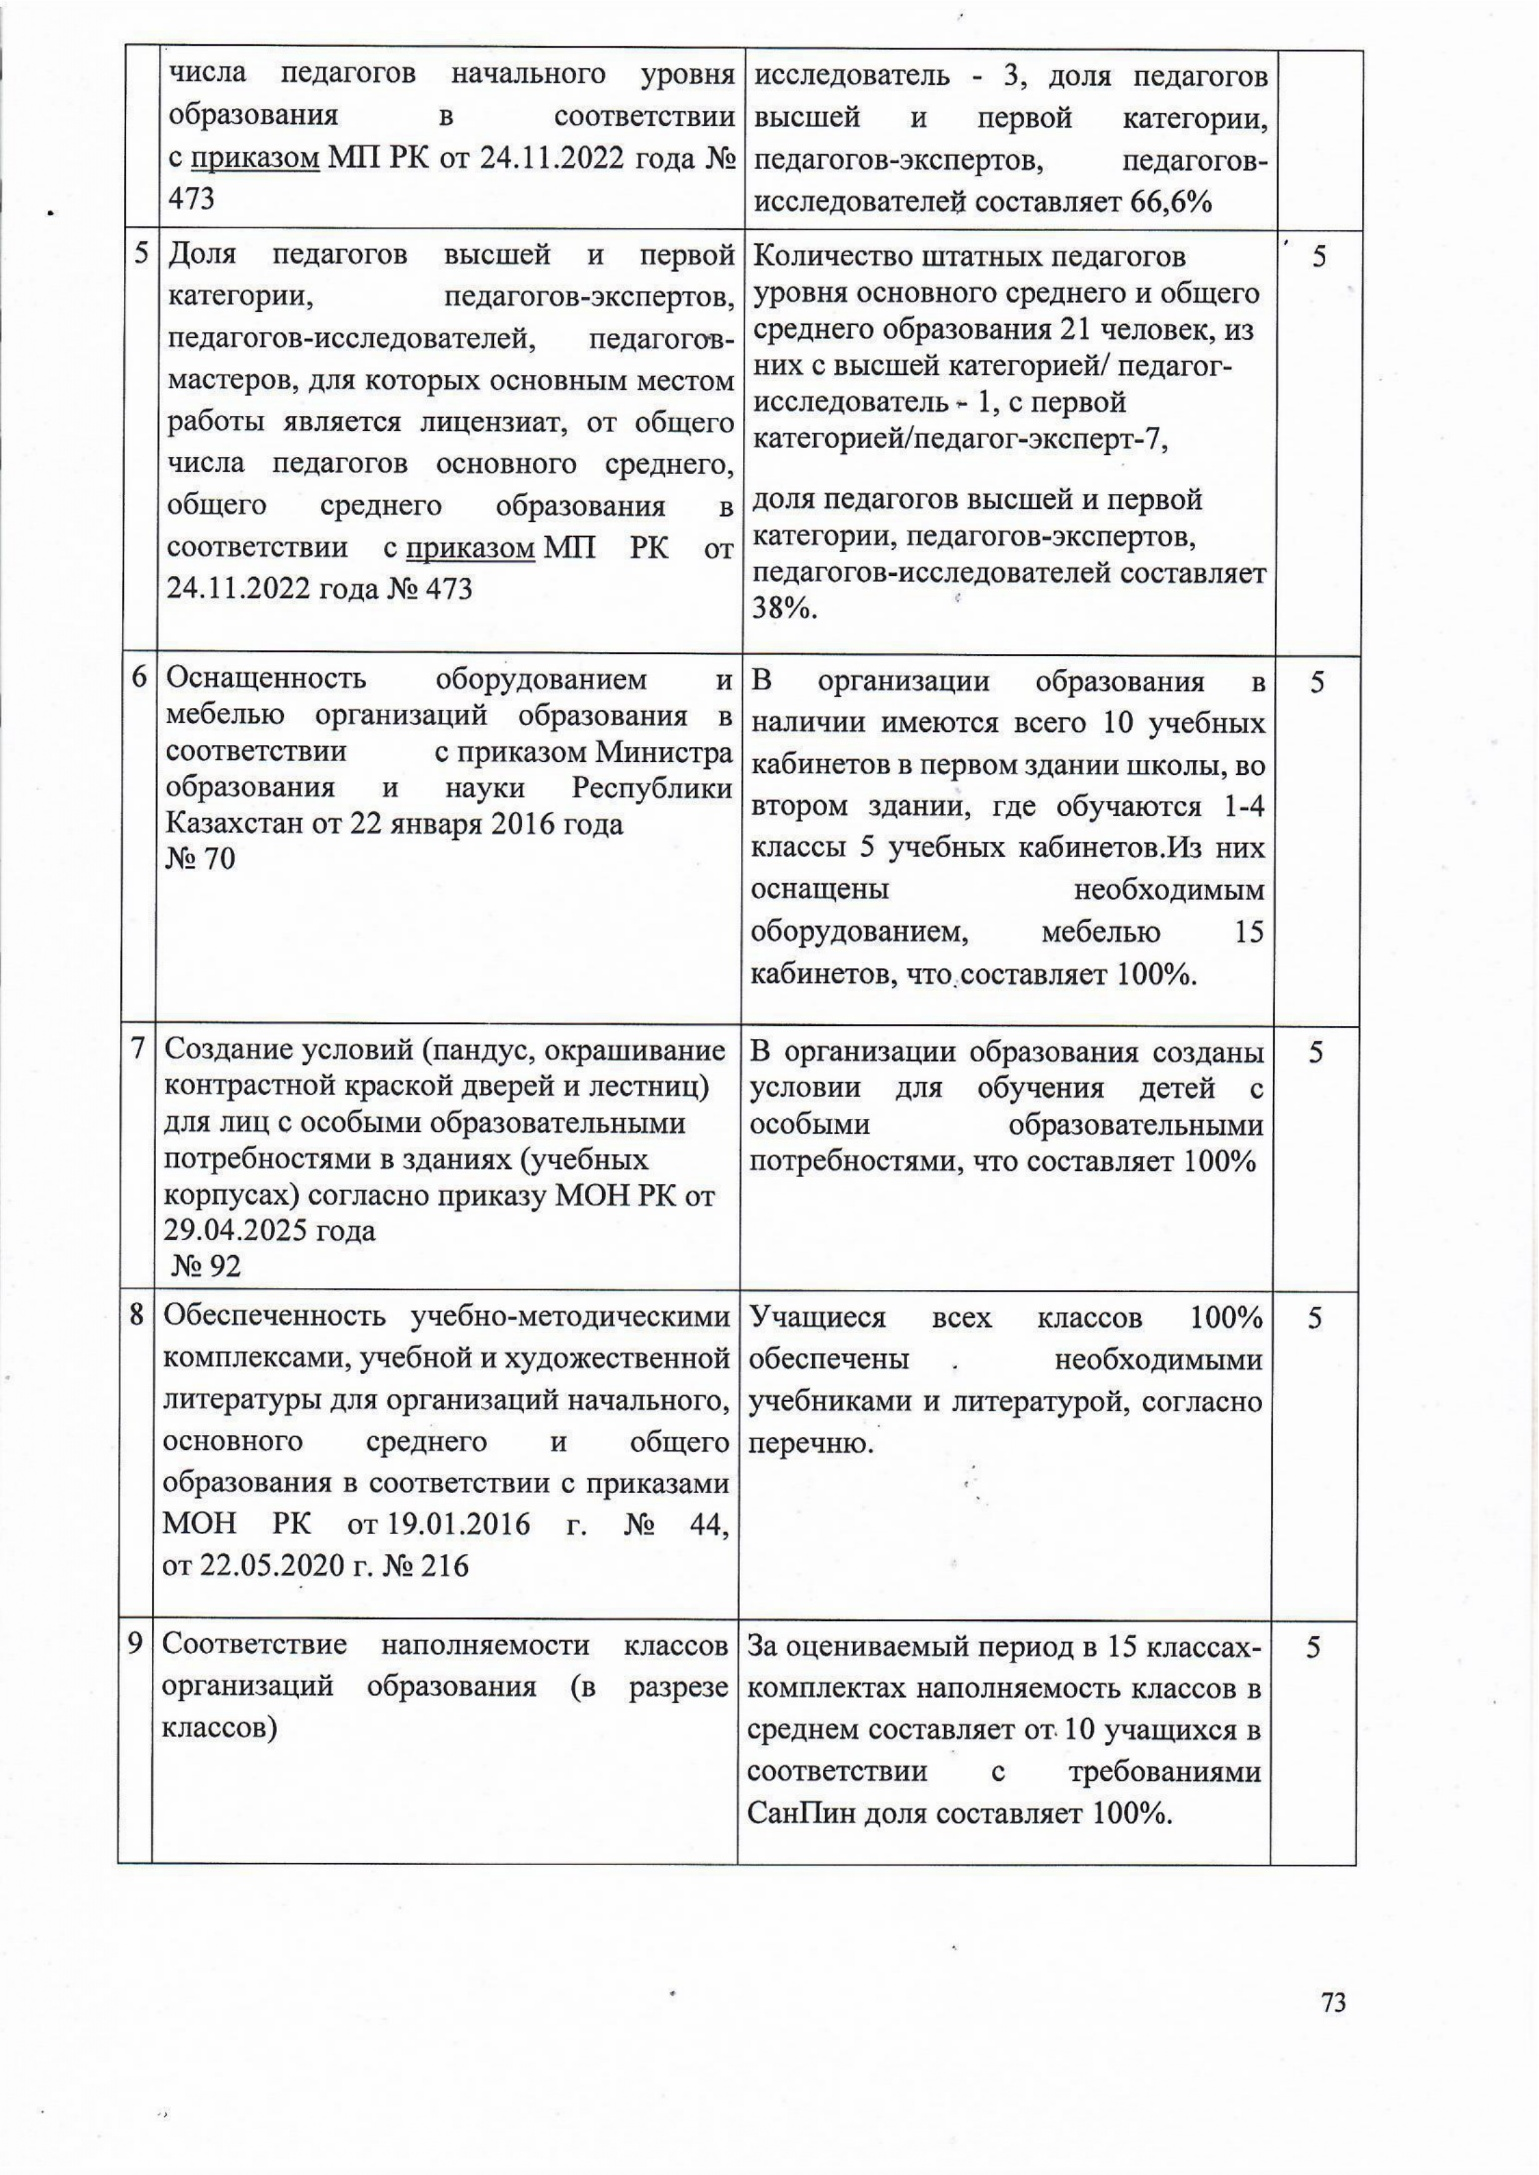 числа педагогов начального уровня
образования в соответствии
с приказом МП РК от 24.11.2022 года №
473
исследователь - 3, доля педагогов
высшей и первой категории,
педагогов-экспертов, педагогов-
исследователей составляет 66,6%
5
Доля педагогов высшей и первой
категории, педагогов-экспертов,
педагогов-исследователей, педагогов-
мастеров, для которых основным местом
работы является лицензиат, от общего
числа педагогов основного среднего,
общего среднего образования в
соответствии с приказом МП РК от
24.11.2022 года № 473
Количество штатных педагогов
уровня основного среднего и общего
среднего образования 21 человек, из
них с высшей категорией/ педагог-
исследователь - 1, с первой
категорией/педагог-эксперт-7,
доля педагогов высшей и первой
категории, педагогов-экспертов,
педагогов-исследователей составляет
38%.
5
6
Оснащенность оборудованием и
мебелью организаций образования в
соответствии с приказом Министра
образования и науки Республики
Казахстан от 22 января 2016 года
№ 70
В организации образования в
наличии имеются всего 10 учебных
кабинетов в первом здании школы, во
втором здании, где обучаются 1-4
классы 5 учебных кабинетов.Из них
оснащены необходимым
оборудованием, мебелью 15
кабинетов, что составляет 100%.
5
7
Создание условий (пандус, окрашивание
контрастной краской дверей и лестниц)
для лиц с особыми образовательными
потребностями в зданиях (учебных
корпусах) согласно приказу МОН РК от
29.04.2025 года
№ 92
В организации образования созданы
условии для обучения детей с
особыми образовательными
потребностями, что составляет 100%
5
8
Обеспеченность учебно-методическими
комплексами, учебной и художественной
литературы для организаций начального,
основного среднего и общего
образования в соответствии с приказами
МОН РК от 19.01.2016 г. № 44,
от 22.05.2020 г. № 216
Учащиеся всех классов 100%
обеспечены необходимыми
учебниками и литературой, согласно
перечню.
5
9
Соответствие наполняемости классов
организаций образования (в разрезе
классов)
За оцениваемый период в 15 классах-
комплектах наполняемость классов в
среднем составляет от 10 учащихся в
соответствии с требованиями
СанПин доля составляет 100%.
5
73